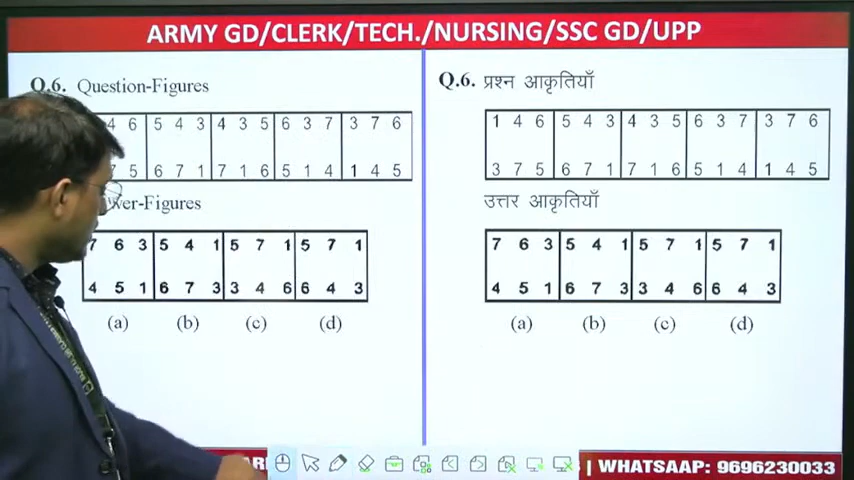 ARMY GD/CLERK/TECH./NURSING/SSC GD/UPP
Q.6. Question-Figures
4 6 5 4 3 4 3 5 6 3 7 3 7 6
7 5 6 7 1 7 1 6 5 1 4 1 4 5
wer-Figures
7 6 3 5 4 1 5 7 1 5 7 1
4 5 1 6 7 3 3 4 6 6 4 3
(a) (b) (c) (d)
Q.6. प्रश्न आकृतियाँ
1 4 6 5 4 3 4 3 5 6 3 7 3 7 6
3 7 5 6 7 1 7 1 6 5 1 4 1 4 5
उत्तर आकृतियाँ
7 6 3 5 4 1 5 7 1 5 7 1
4 5 1 6 7 3 3 4 6 6 4 3
(a) (b) (c) (d)
| WHATSAAP: 9696230033